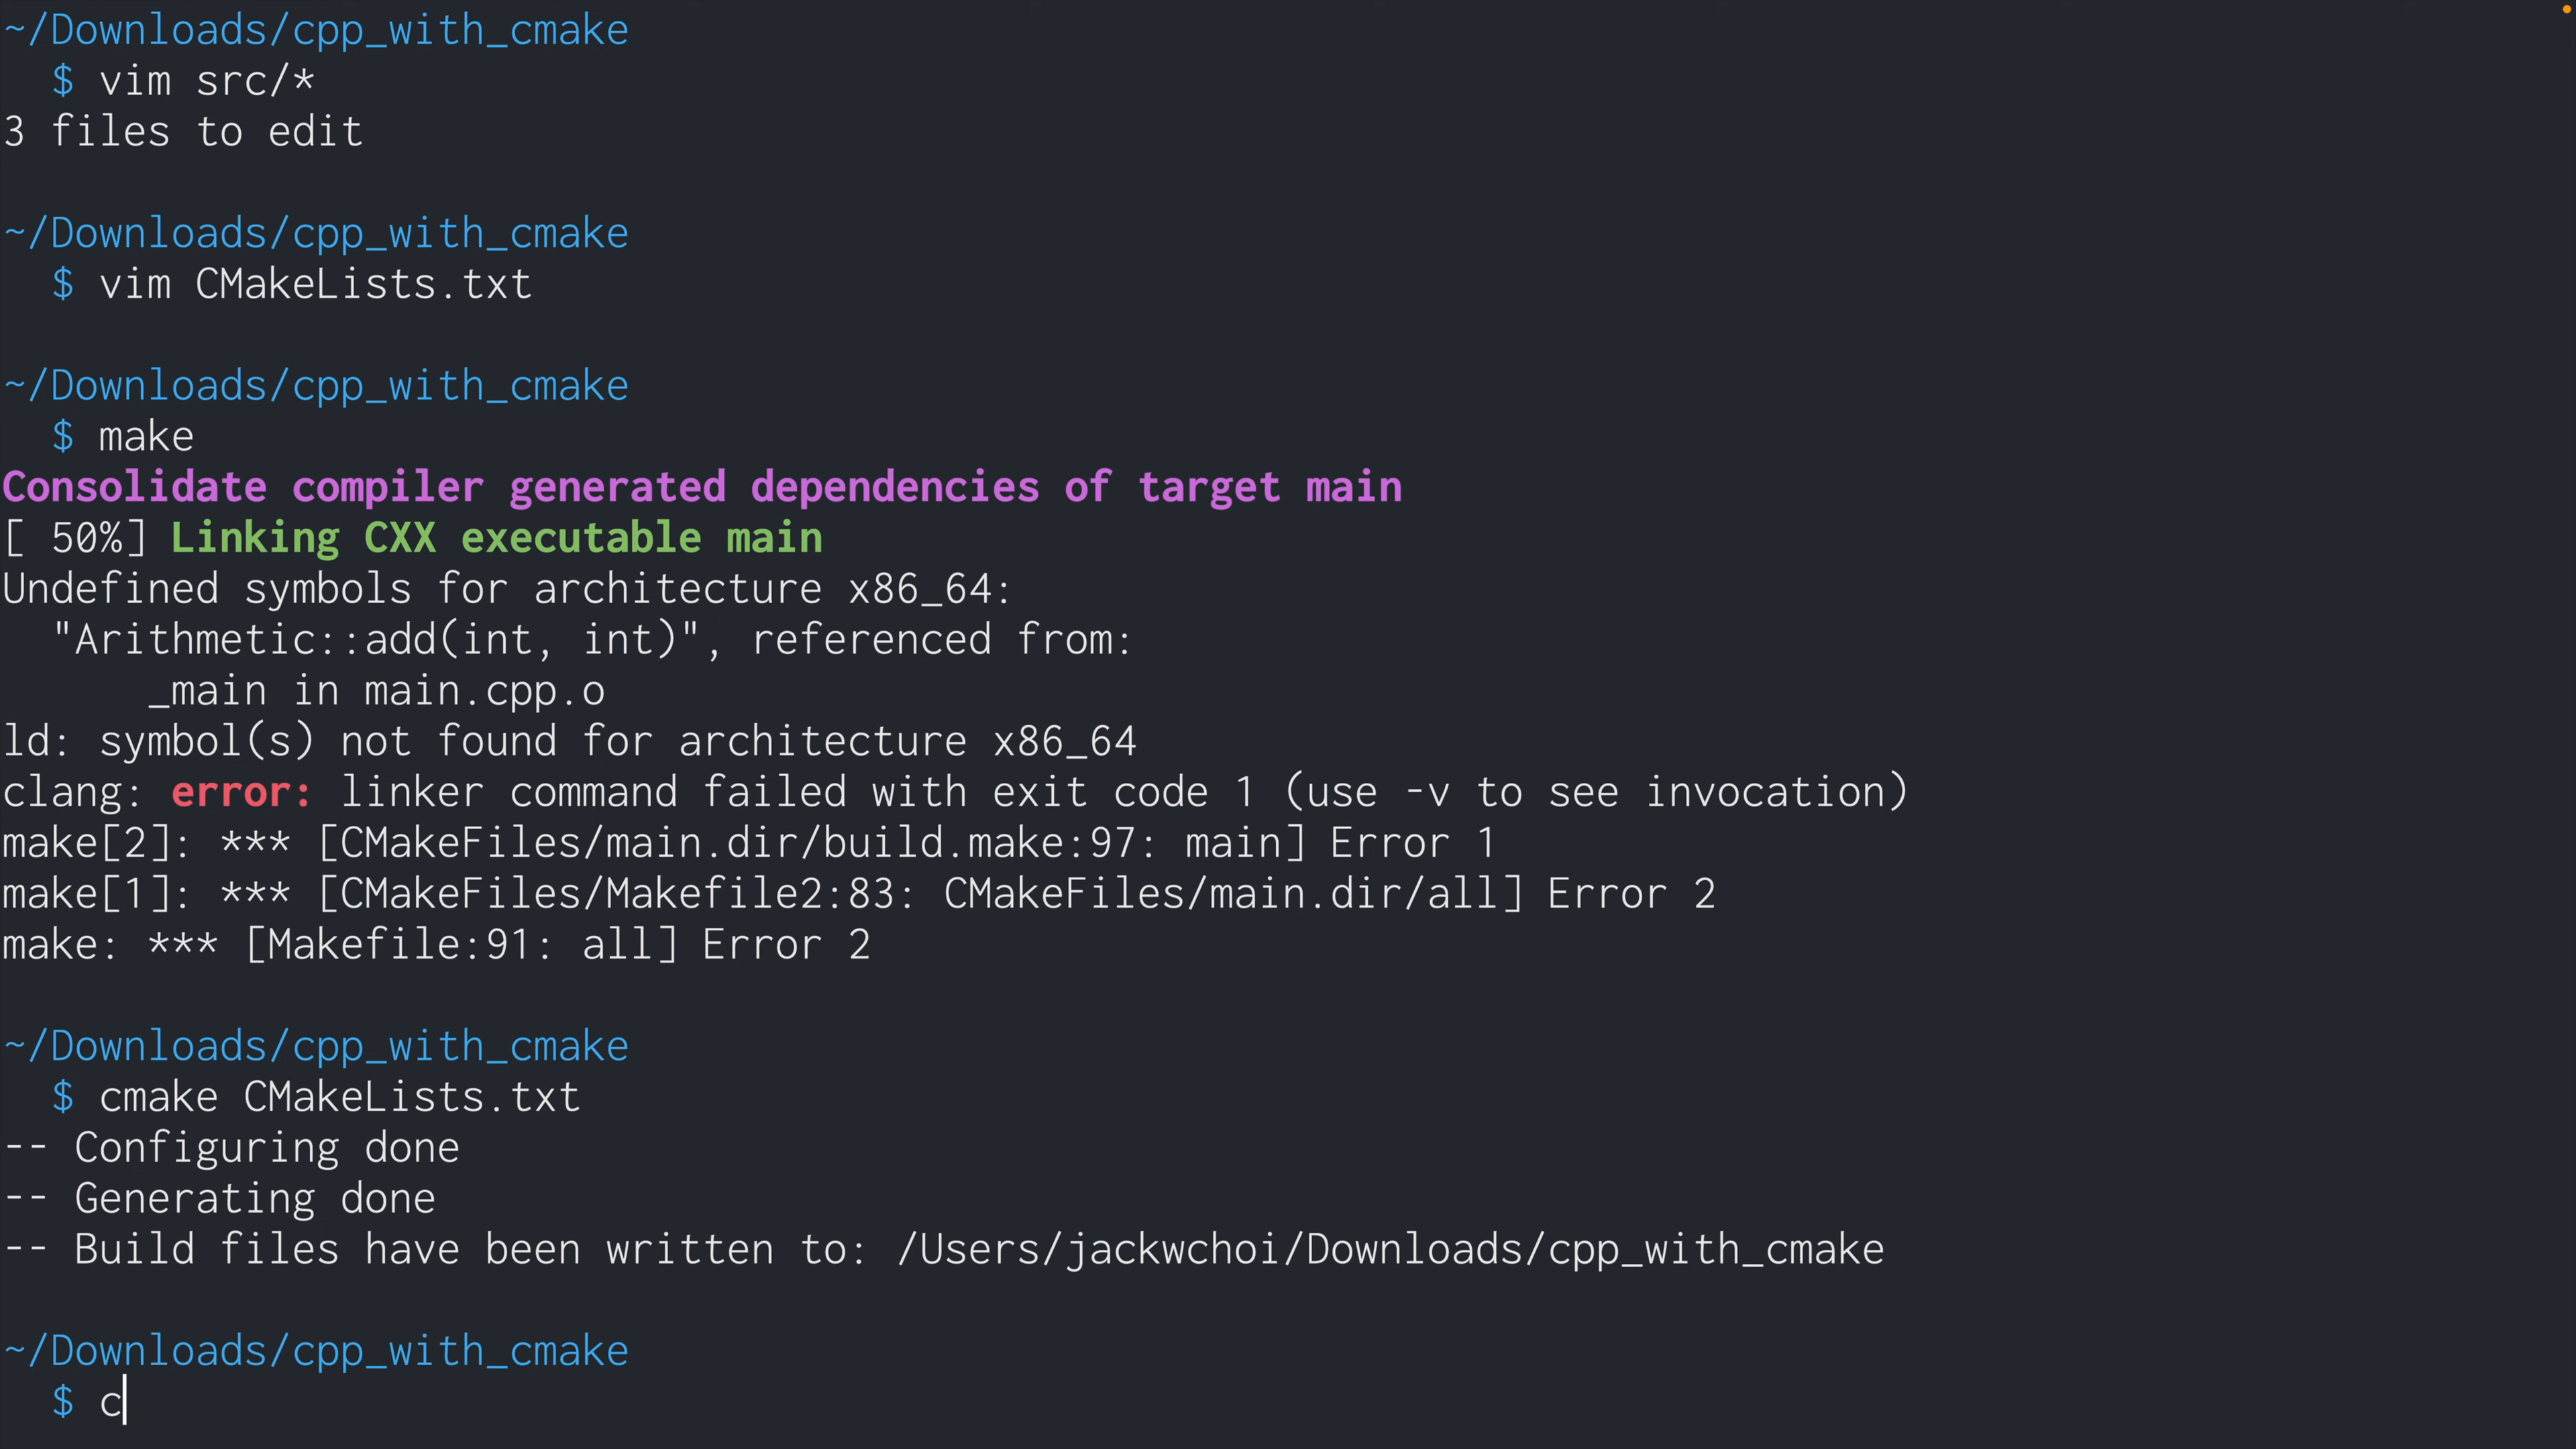 ~/Downloads/cpp_with_cmake
$ vim src/*
3 files to edit
~/Downloads/cpp_with_cmake
$ vim CMakeLists.txt
~/Downloads/cpp_with_cmake
$ make
Consolidate compiler generated dependencies of target main
[ 50%] Linking CXX executable main
Undefined symbols for architecture x86_64:
"Arithmetic::add(int, int)", referenced from:
_main in main.cpp.o
ld: symbol(s) not found for architecture x86_64
clang: error: linker command failed with exit code 1 (use -v to see invocation)
make[2]: *** [CMakeFiles/main.dir/build.make:97: main] Error 1
make[1]: *** [CMakeFiles/Makefile2:83: CMakeFiles/main.dir/all] Error 2
make: *** [Makefile:91: all] Error 2
~/Downloads/cpp_with_cmake
$ cmake CMakeLists.txt
-- Configuring done
-- Generating done
-- Build files have been written to: /Users/jackwchoi/Downloads/cpp_with_cmake
~/Downloads/cpp_with_cmake
$ c